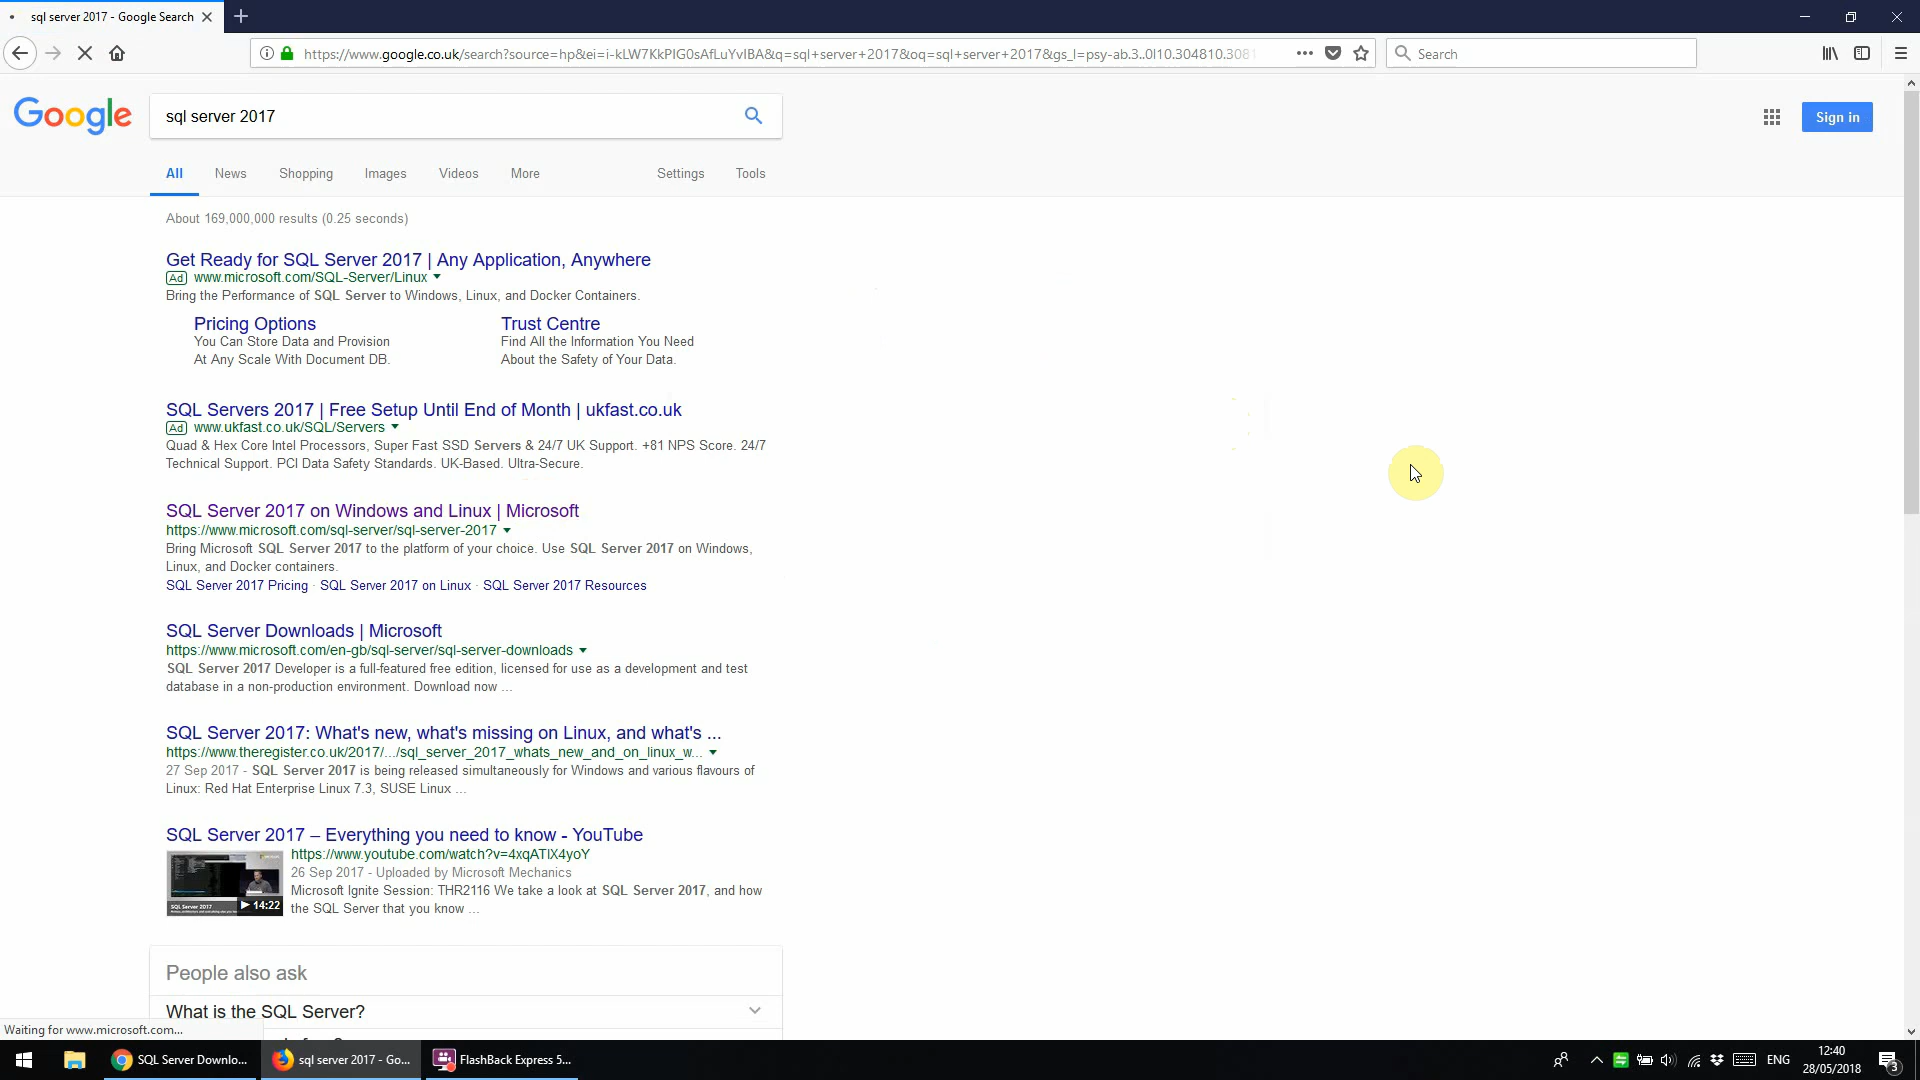 sql server 2017 - Google Search
https://www.google.co.uk/search?source=hp&ei=i-kLW7KkPIG0sAfLuYvIBA&q=sql+server+2017&oq=sql+server+2017&gs_l=psy-ab.3..0l10.304810.3081
Search
Google
sql server 2017
Sign in
All News Shopping Images Videos More Settings Tools
About 169,000,000 results (0.25 seconds)
Get Ready for SQL Server 2017 | Any Application, Anywhere
Ad www.microsoft.com/SQL-Server/Linux
Bring the Performance of SQL Server to Windows, Linux, and Docker Containers.
Pricing Options Trust Centre
You Can Store Data and Provision Find All the Information You Need
At Any Scale With Document DB. About the Safety of Your Data.
SQL Servers 2017 | Free Setup Until End of Month | ukfast.co.uk
Ad www.ukfast.co.uk/SQL/Servers
Quad & Hex Core Intel Processors, Super Fast SSD Servers & 24/7 UK Support. +81 NPS Score. 24/7
Technical Support. PCI Data Safety Standards. UK-Based. Ultra-Secure.
SQL Server 2017 on Windows and Linux | Microsoft
https://www.microsoft.com/sql-server/sql-server-2017
Bring Microsoft SQL Server 2017 to the platform of your choice. Use SQL Server 2017 on Windows,
Linux, and Docker containers.
SQL Server 2017 Pricing · SQL Server 2017 on Linux · SQL Server 2017 Resources
SQL Server Downloads | Microsoft
https://www.microsoft.com/en-gb/sql-server/sql-server-downloads
SQL Server 2017 Developer is a full-featured free edition, licensed for use as a development and test
database in a non-production environment. Download now ...
SQL Server 2017: What's new, what's missing on Linux, and what's ...
https://www.theregister.co.uk/2017/.../sql_server_2017_whats_new_and_on_linux_w...
27 Sep 2017 - SQL Server 2017 is being released simultaneously for Windows and various flavours of
Linux: Red Hat Enterprise Linux 7.3, SUSE Linux ...
SQL Server 2017 – Everything you need to know - YouTube
https://www.youtube.com/watch?v=4xqATIX4yoY
26 Sep 2017 - Uploaded by Microsoft Mechanics
Microsoft Ignite Session: THR2116 We take a look at SQL Server 2017, and how
the SQL Server that you know ...
SQL Server 2017
14:22
People also ask
What is the SQL Server?
Waiting for www.microsoft.com...
SQL Server Downlo... sql server 2017 - Go... FlashBack Express 5... ENG
12:40
28/05/2018
3